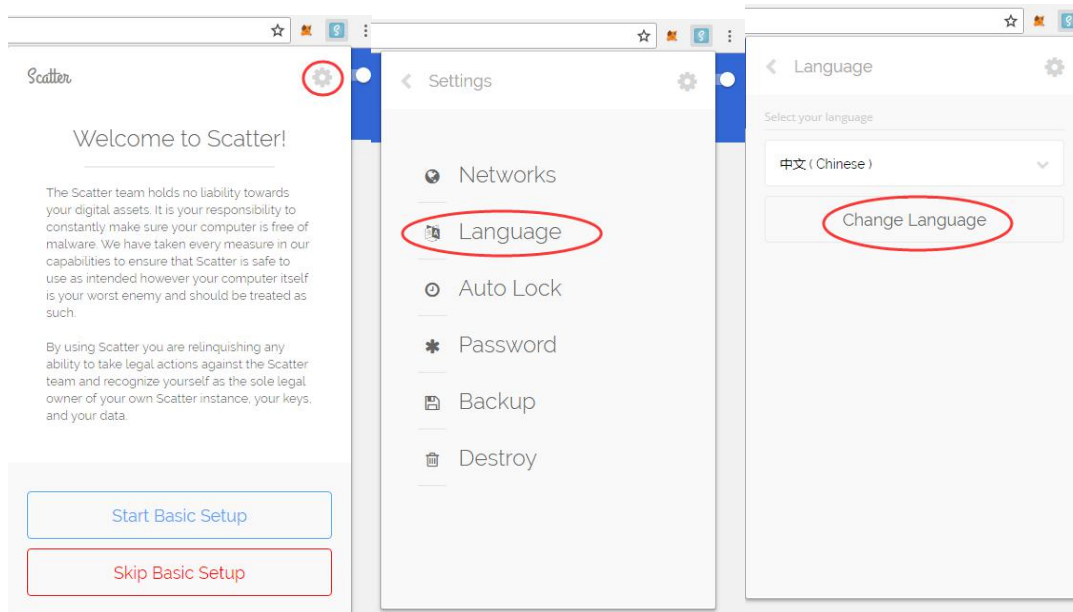 Scatter
Welcome to Scatter!
The Scatter team holds no liability towards
your digital assets. It is your responsibility to
constantly make sure your computer is free of
malware. We have taken every measure in our
capabilities to ensure that Scatter is safe to
use as intended however your computer itself
is your worst enemy and should be treated as
such.
By using Scatter you are relinquishing any
ability to take legal actions against the Scatter
team and recognize yourself as the sole legal
owner of your own Scatter instance, your keys,
and your data.
Start Basic Setup
Skip Basic Setup
Settings
Networks
Language
Auto Lock
Password
Backup
Destroy
Language
Select your language
中文 ( Chinese )
Change Language